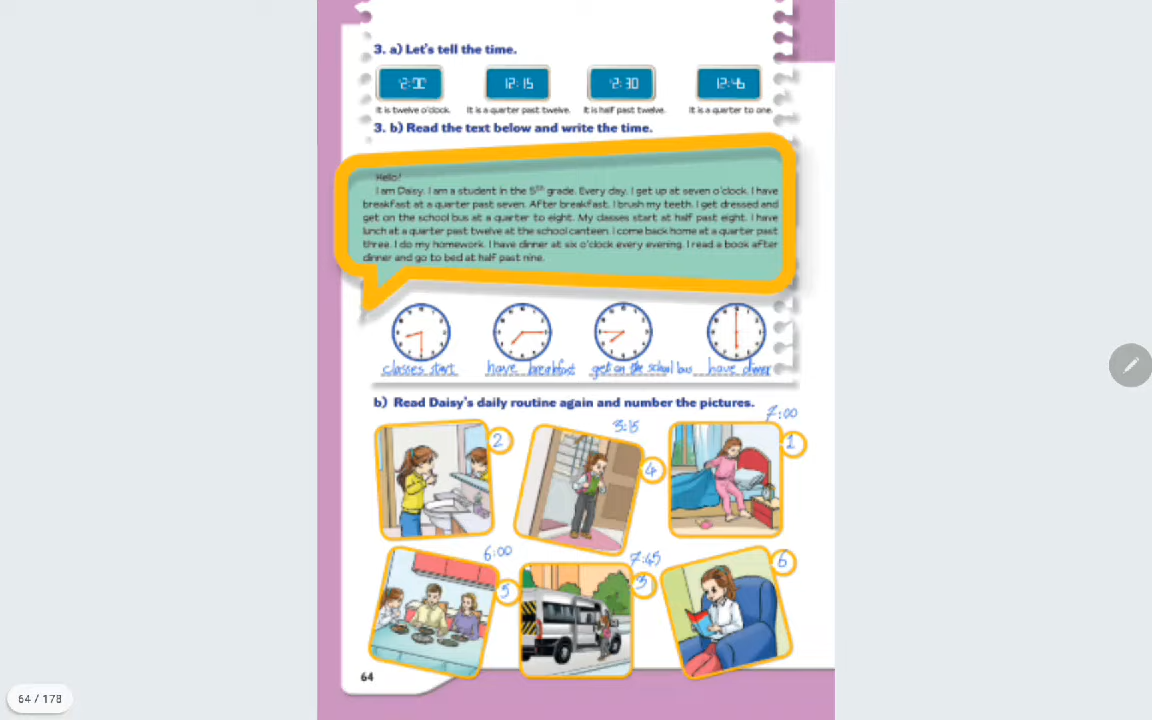 3. a) Let's tell the time.
12:00 12:15 12:30 12:45
It is twelve o'clock. It is a quarter past twelve. It is half past twelve. It is a quarter to one.
3. b) Read the text below and write the time.
Hello!
I am Daisy. I am a student in the 5th grade. Every day, I get up at seven o'clock. I have
breakfast at a quarter past seven. After breakfast, I brush my teeth. I get dressed and
get on the school bus at a quarter to eight. My classes start at half past eight. I have
lunch at a quarter past twelve at the school canteen. I come back home at a quarter past
three. I do my homework. I have dinner at six o'clock every evening. I read a book after
dinner and go to bed at half past nine.
classes start have breakfast get on the school bus have dinner
b) Read Daisy's daily routine again and number the pictures.
7:00
3:15
2
4
1
6:00
7:45
5
3
6
64
64 / 178